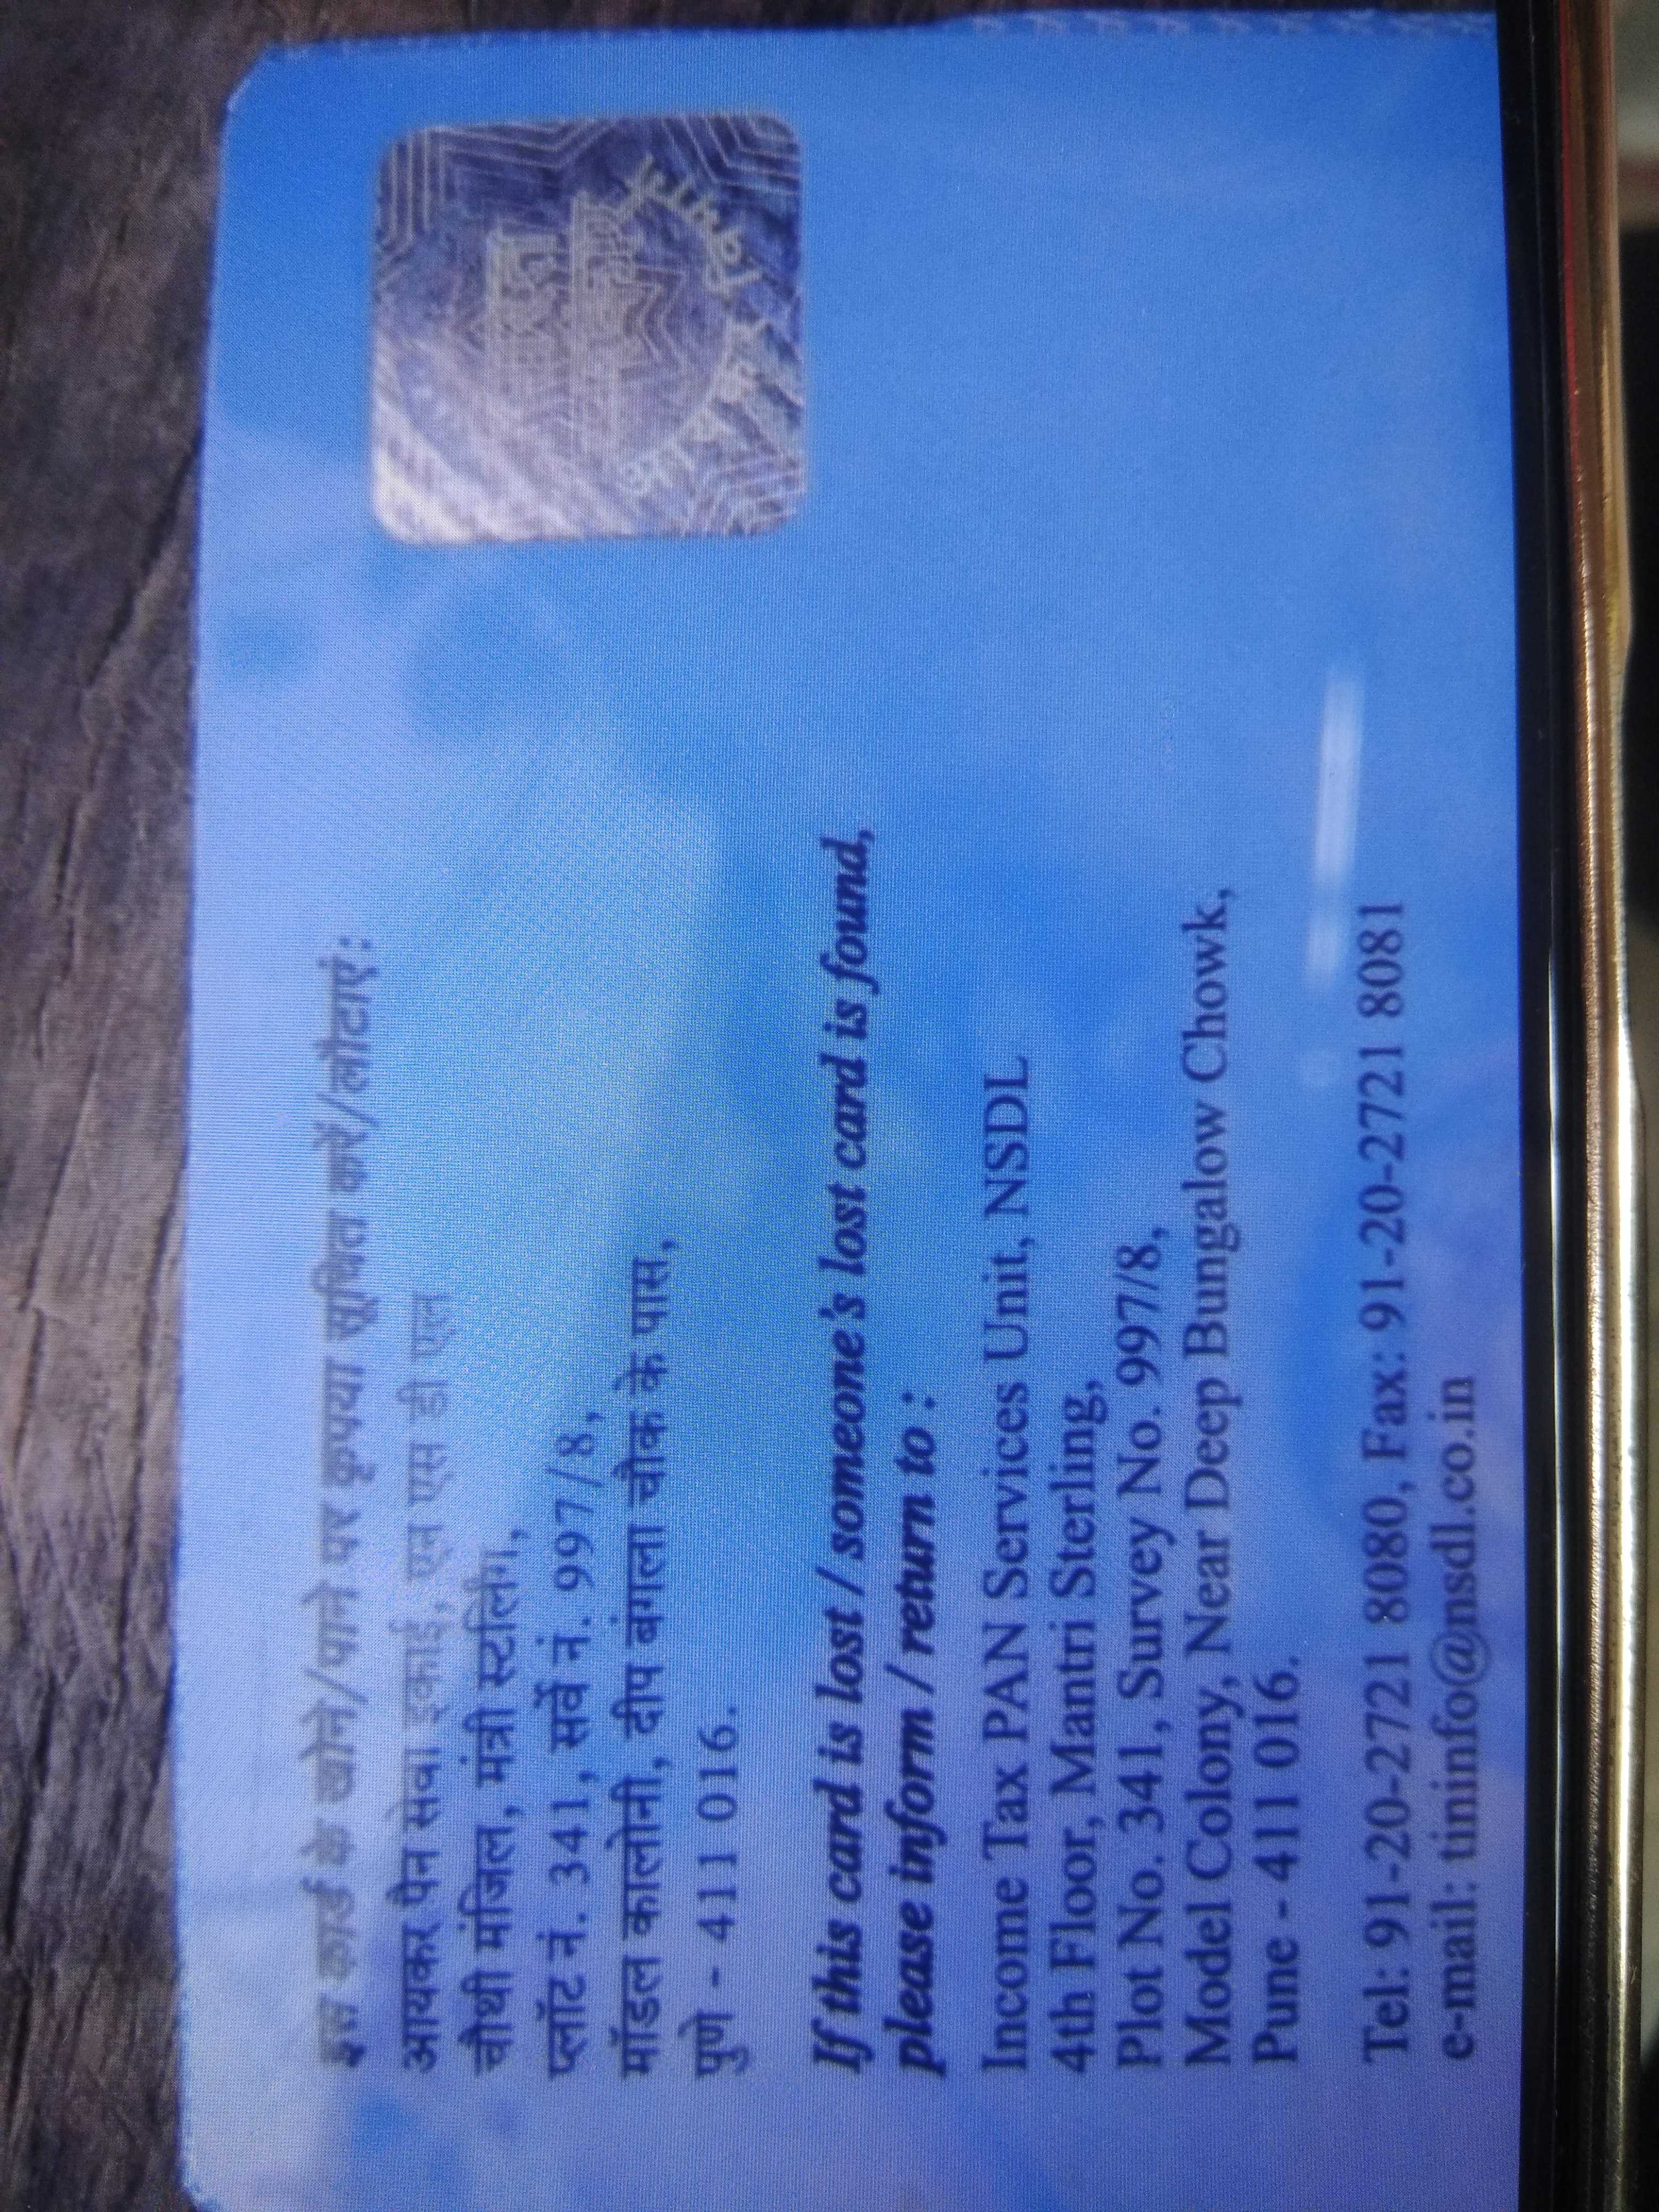 इस कार्ड के खोने/पाने पर कृपया सूचित करें/लौटाएं:
आयकर पैन सेवा इकाई, एन एस डी एल
चौथी मंजिल, मंत्री स्टर्लिंग,
प्लॉट नं. 341, सर्वे नं. 997/8,
मॉडल कालोनी, दीप बंगला चौक के पास,
पुणे - 411 016.
If this card is lost / someone's lost card is found,
please inform / return to :
Income Tax PAN Services Unit, NSDL
4th Floor, Mantri Sterling,
Plot No. 341, Survey No. 997/8,
Model Colony, Near Deep Bungalow Chowk,
Pune - 411 016.
Tel: 91-20-2721 8080, Fax: 91-20-2721 8081
e-mail: tininfo@nsdl.co.in